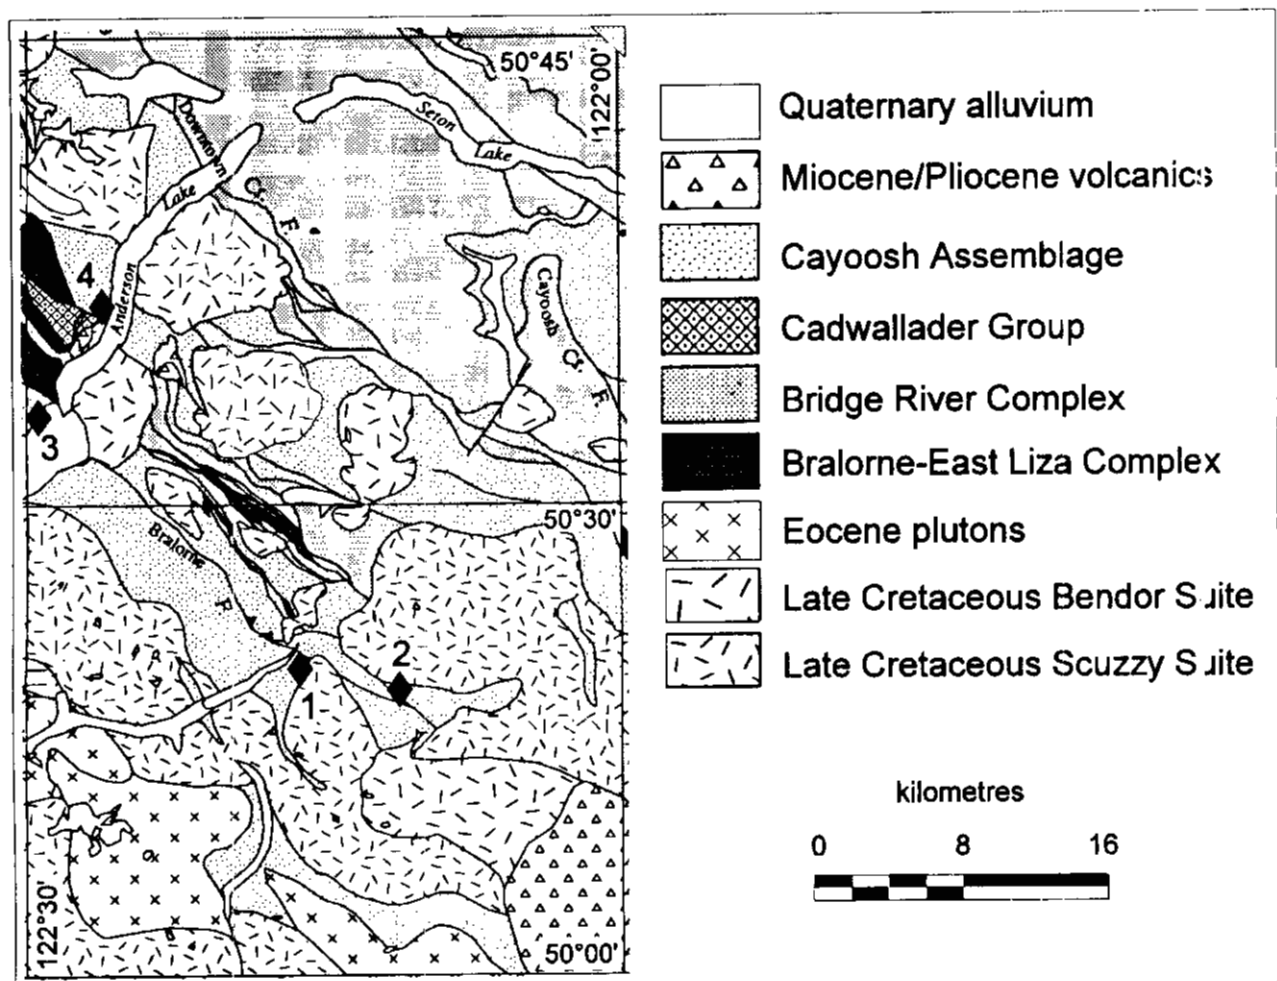 50°45'
122°00'
Downtown
Cr.
F.
Seton
Lake
Anderson
Lake
Cayoosh
Cr.
F.
4
3
50°30'
Bralorne
F.
1
2
122°30'
50°00'
Quaternary alluvium
Miocene/Pliocene volcanics
Cayoosh Assemblage
Cadwallader Group
Bridge River Complex
Bralorne-East Liza Complex
Eocene plutons
Late Cretaceous Bendor Suite
Late Cretaceous Scuzzy Suite
kilometres
0 8 16